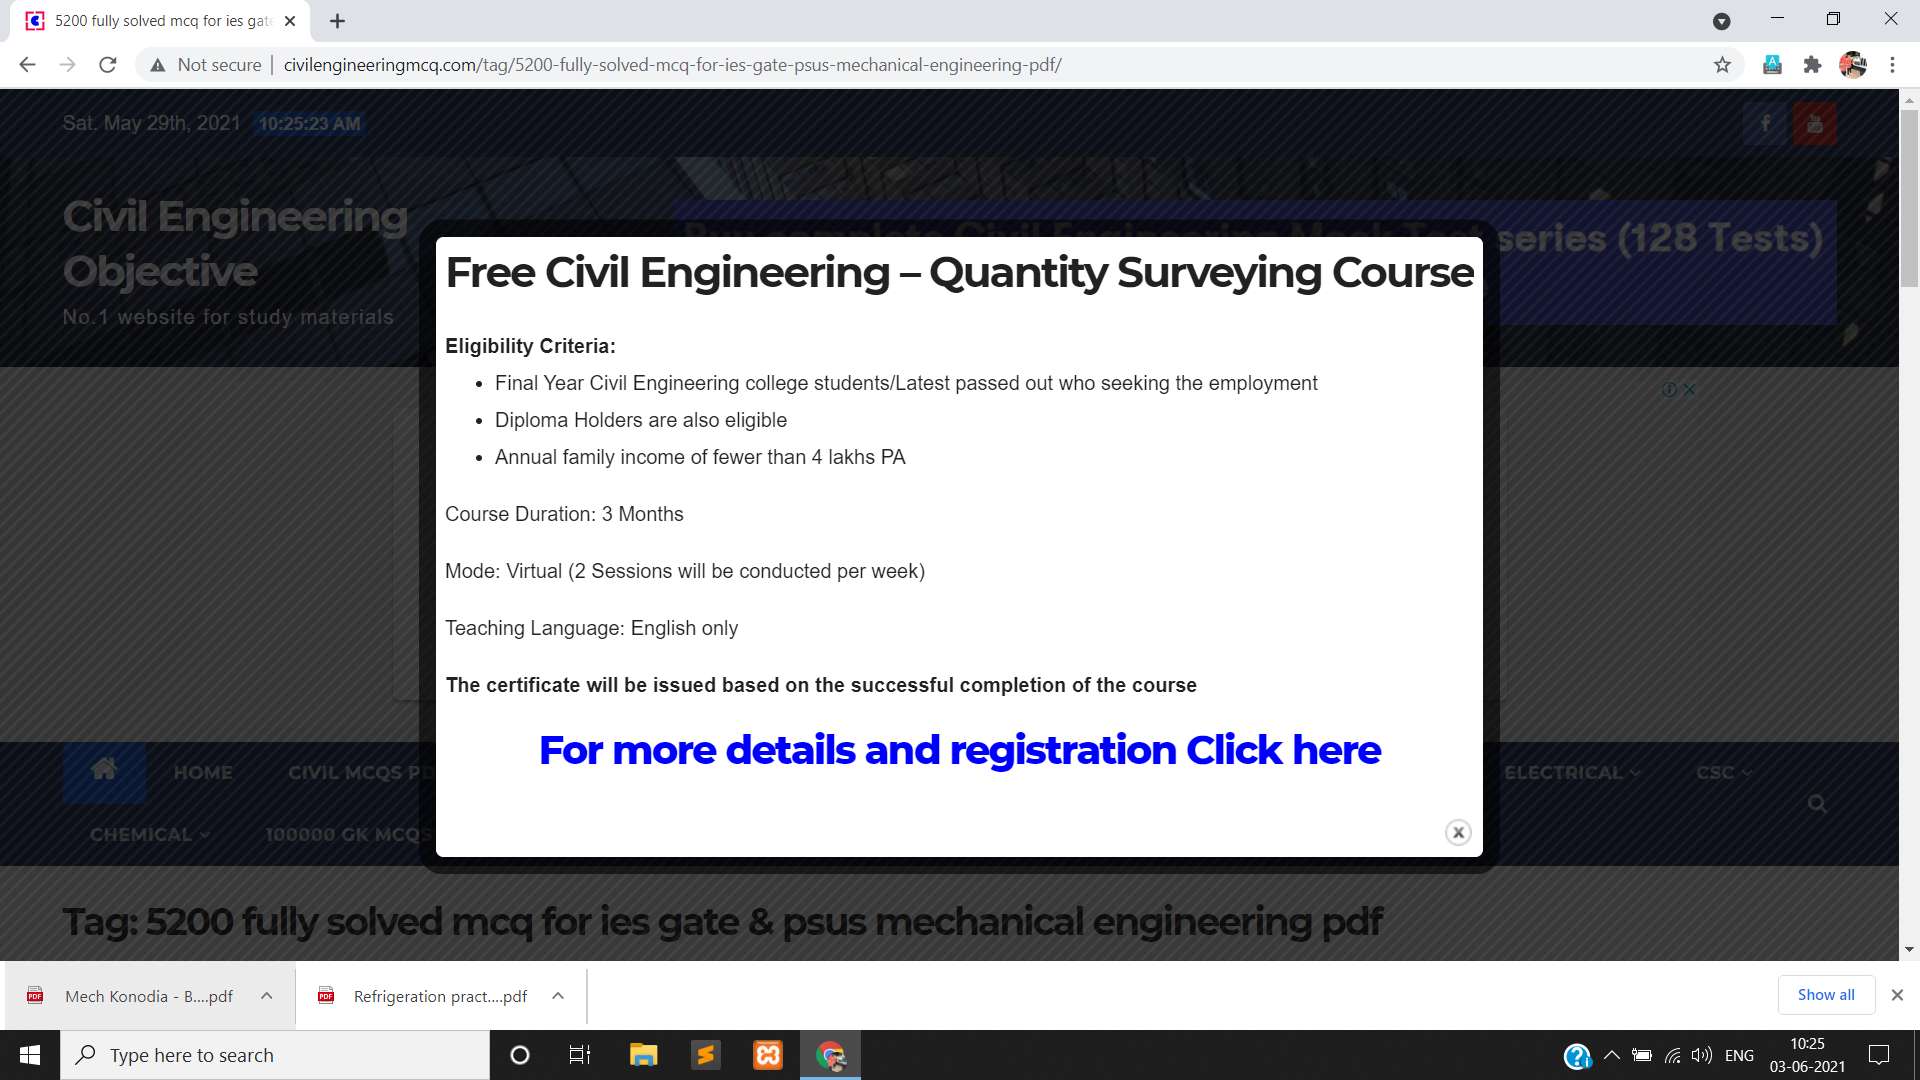 5200 fully solved mcq for ies gate
Not secure
civilengineeringmcq.com/tag/5200-fully-solved-mcq-for-ies-gate-psus-mechanical-engineering-pdf/
Sat. May 29th, 2021 10:25:23 AM
Civil Engineering
Objective
No.1 website for study materials
series (128 Tests)
Free Civil Engineering – Quantity Surveying Course
Eligibility Criteria:
• Final Year Civil Engineering college students/Latest passed out who seeking the employment
• Diploma Holders are also eligible
• Annual family income of fewer than 4 lakhs PA
Course Duration: 3 Months
Mode: Virtual (2 Sessions will be conducted per week)
Teaching Language: English only
The certificate will be issued based on the successful completion of the course
For more details and registration Click here
HOME CIVIL MCQS PD ELECTRICAL CSC
CHEMICAL 100000 GK MCQS
Tag: 5200 fully solved mcq for ies gate & psus mechanical engineering pdf
Mech Konodia - B....pdf
Refrigeration pract....pdf
Show all
Type here to search
ENG
10:25
03-06-2021